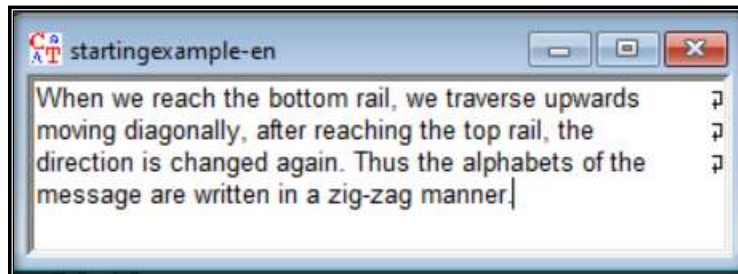 startingexample-en
When we reach the bottom rail, we traverse upwards
moving diagonally, after reaching the top rail, the
direction is changed again. Thus the alphabets of the
message are written in a zig-zag manner.